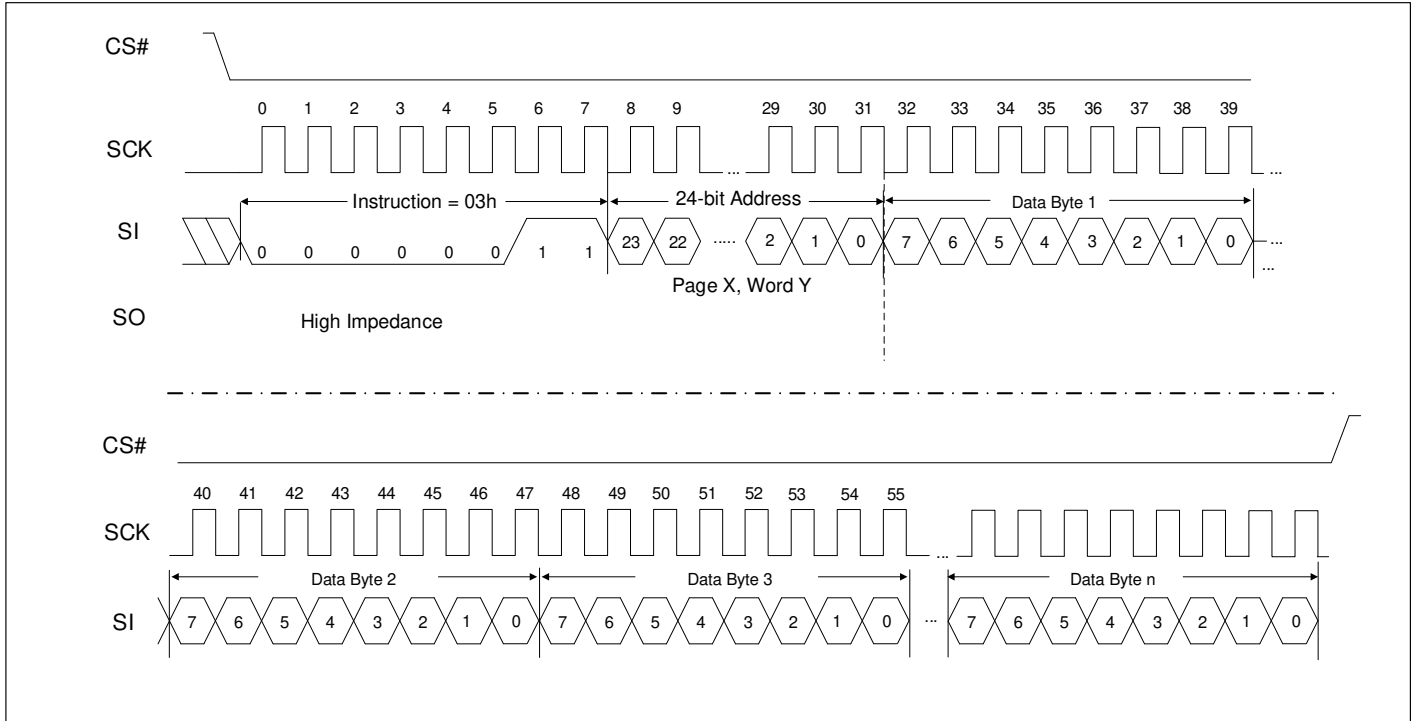 CS#
0 1 2 3 4 5 6 7 8 9 29 30 31 32 33 34 35 36 37 38 39
SCK ... ...
Instruction = 03h 24-bit Address Data Byte 1
SI 0 0 0 0 0 0 1 1 23 22 ..... 2 1 0 7 6 5 4 3 2 1 0 ...
...
Page X, Word Y
SO High Impedance
CS#
40 41 42 43 44 45 46 47 48 49 50 51 52 53 54 55
SCK ...
Data Byte 2 Data Byte 3 Data Byte n
SI 7 6 5 4 3 2 1 0 7 6 5 4 3 2 1 0 ... 7 6 5 4 3 2 1 0